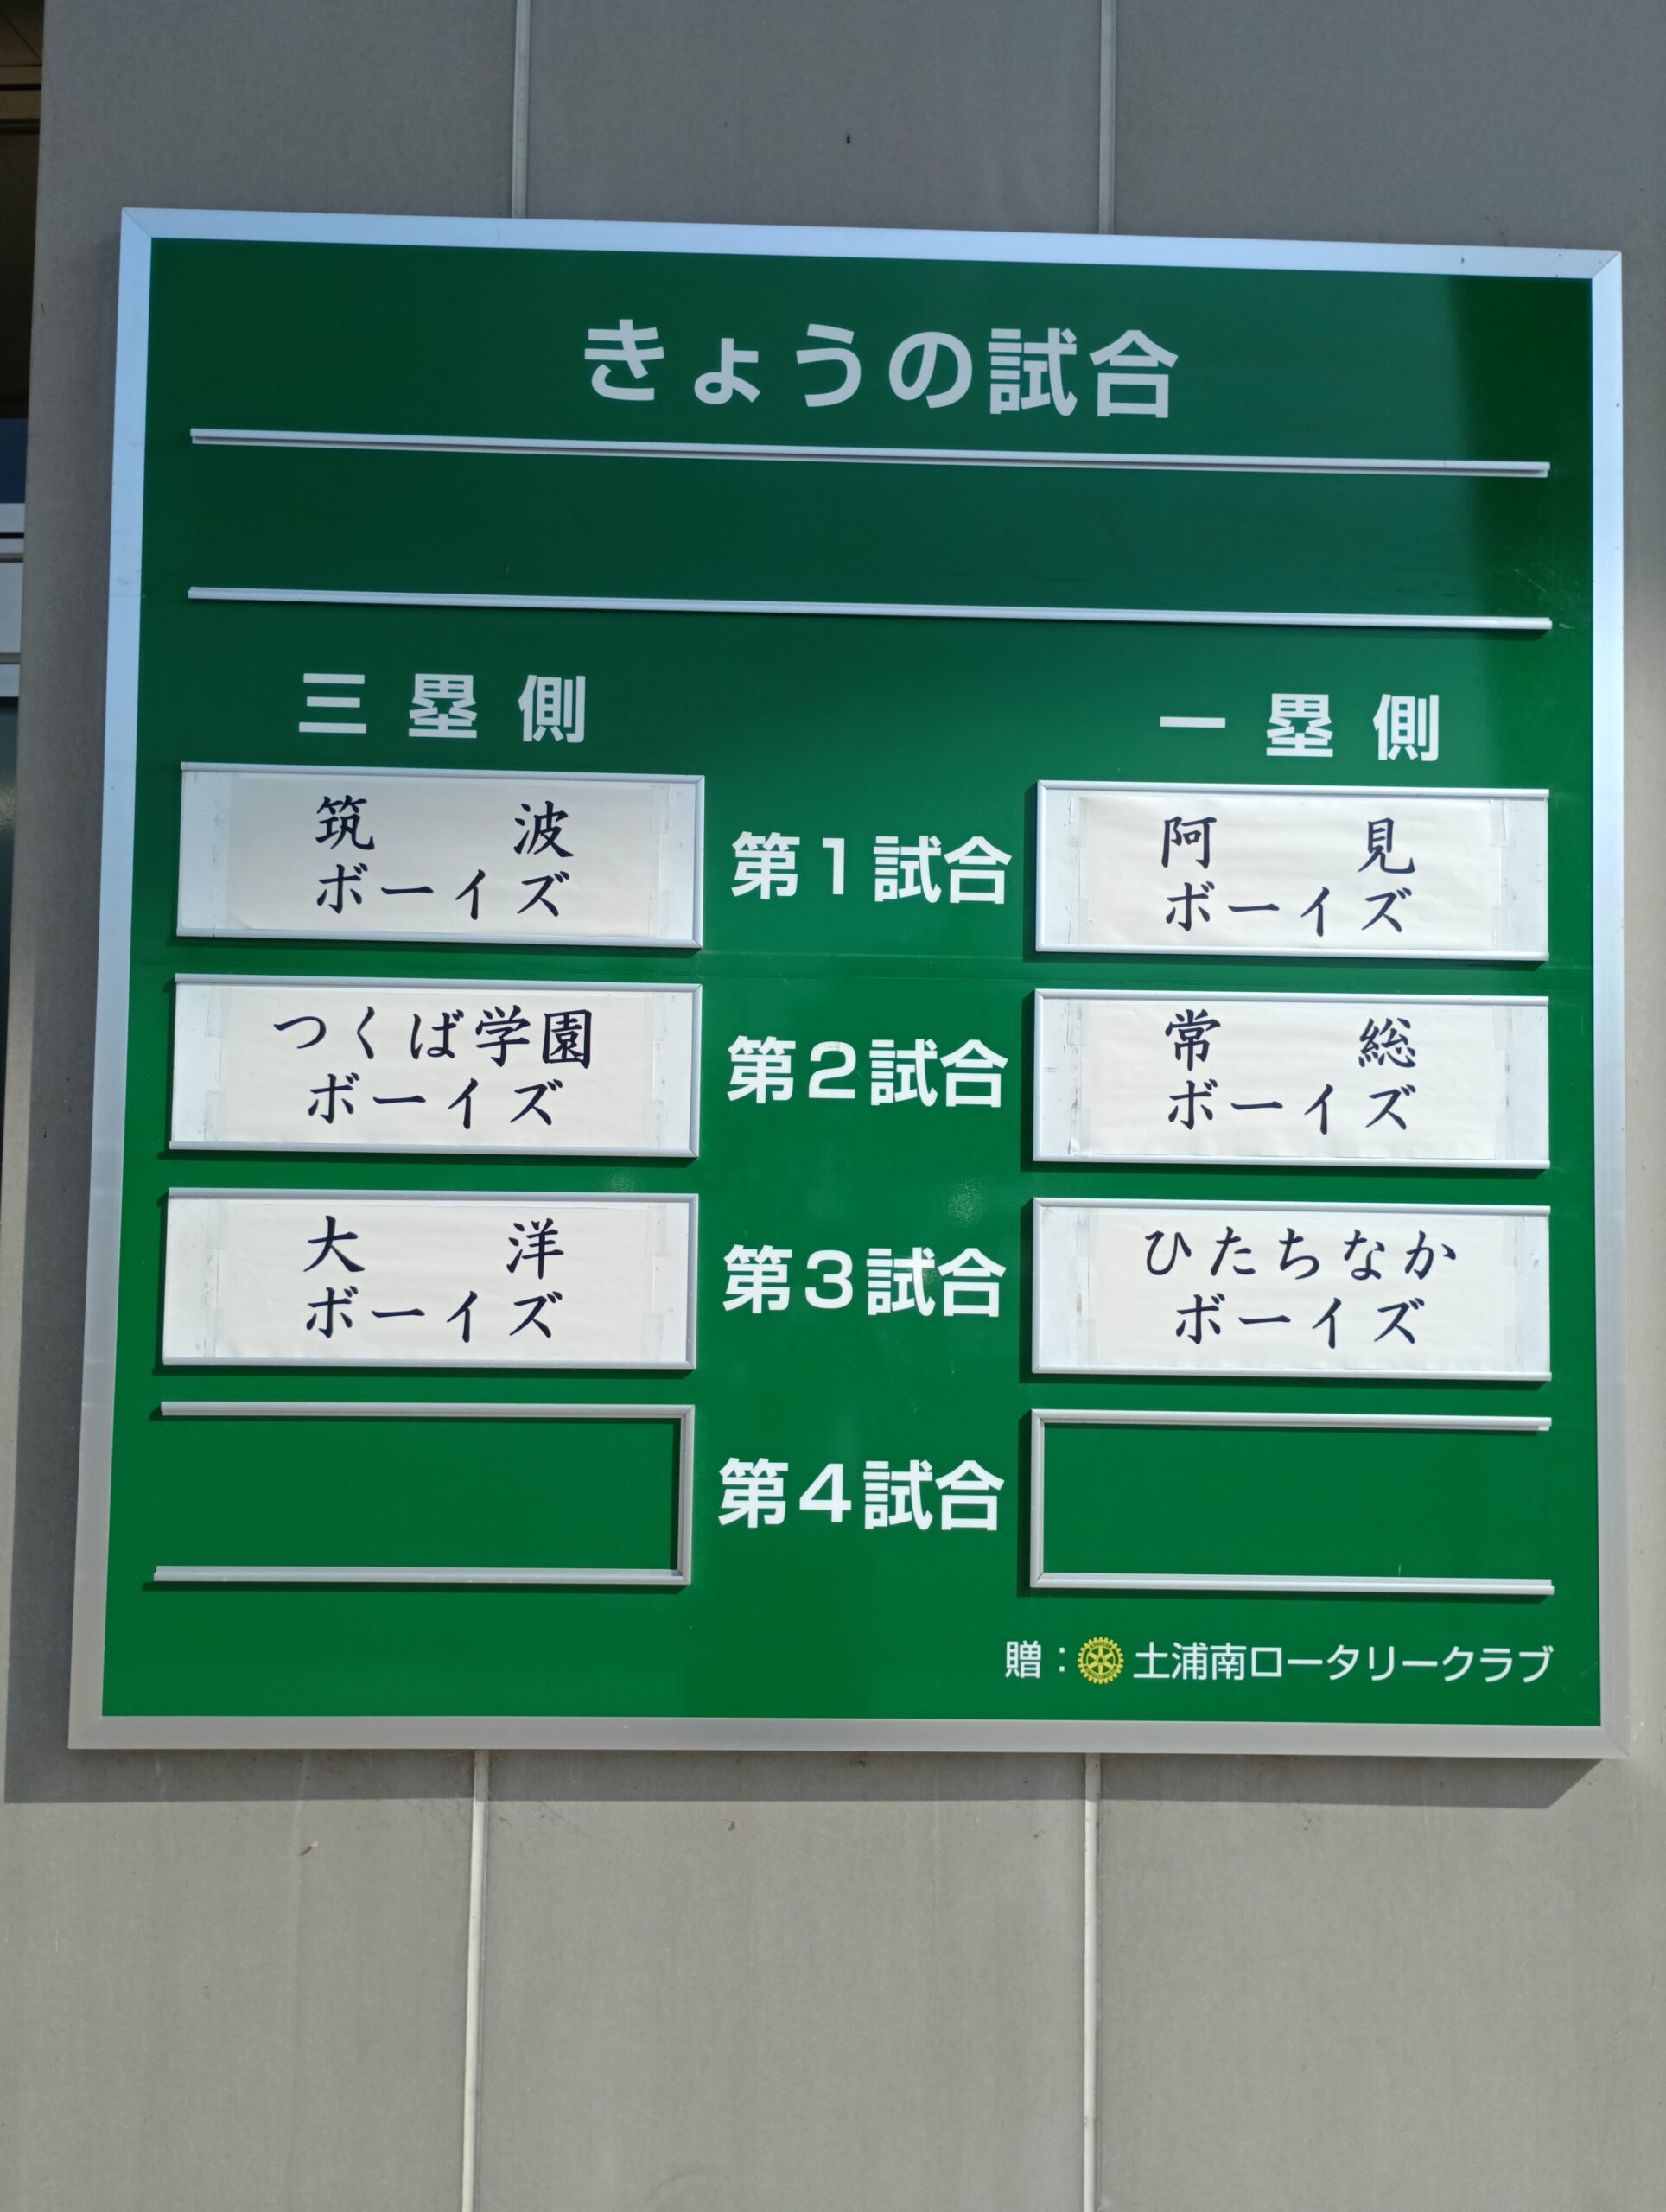 きょうの試合
三塁側 一塁側
筑波 阿見
ボーイズ 第1試合 ボーイズ
つくば学園 常総
ボーイズ 第2試合 ボーイズ
大洋 ひたちなか
ボーイズ 第3試合 ボーイズ
第4試合
贈：土浦南ロータリークラブ